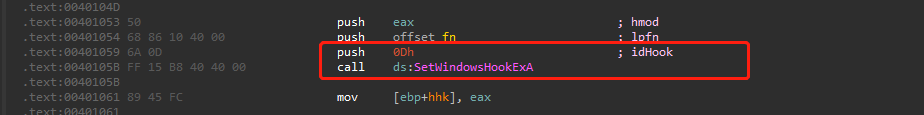 .text:0040104D
.text:00401053 50 push eax ; hmod
.text:00401054 68 86 10 40 00 push offset fn ; lpfn
.text:00401059 6A 0D push 0Dh ; idHook
.text:0040105B FF 15 B8 40 40 00 call ds:SetWindowsHookExA
.text:0040105B
.text:00401061 89 45 FC mov [ebp+hhk], eax
.text:00401061